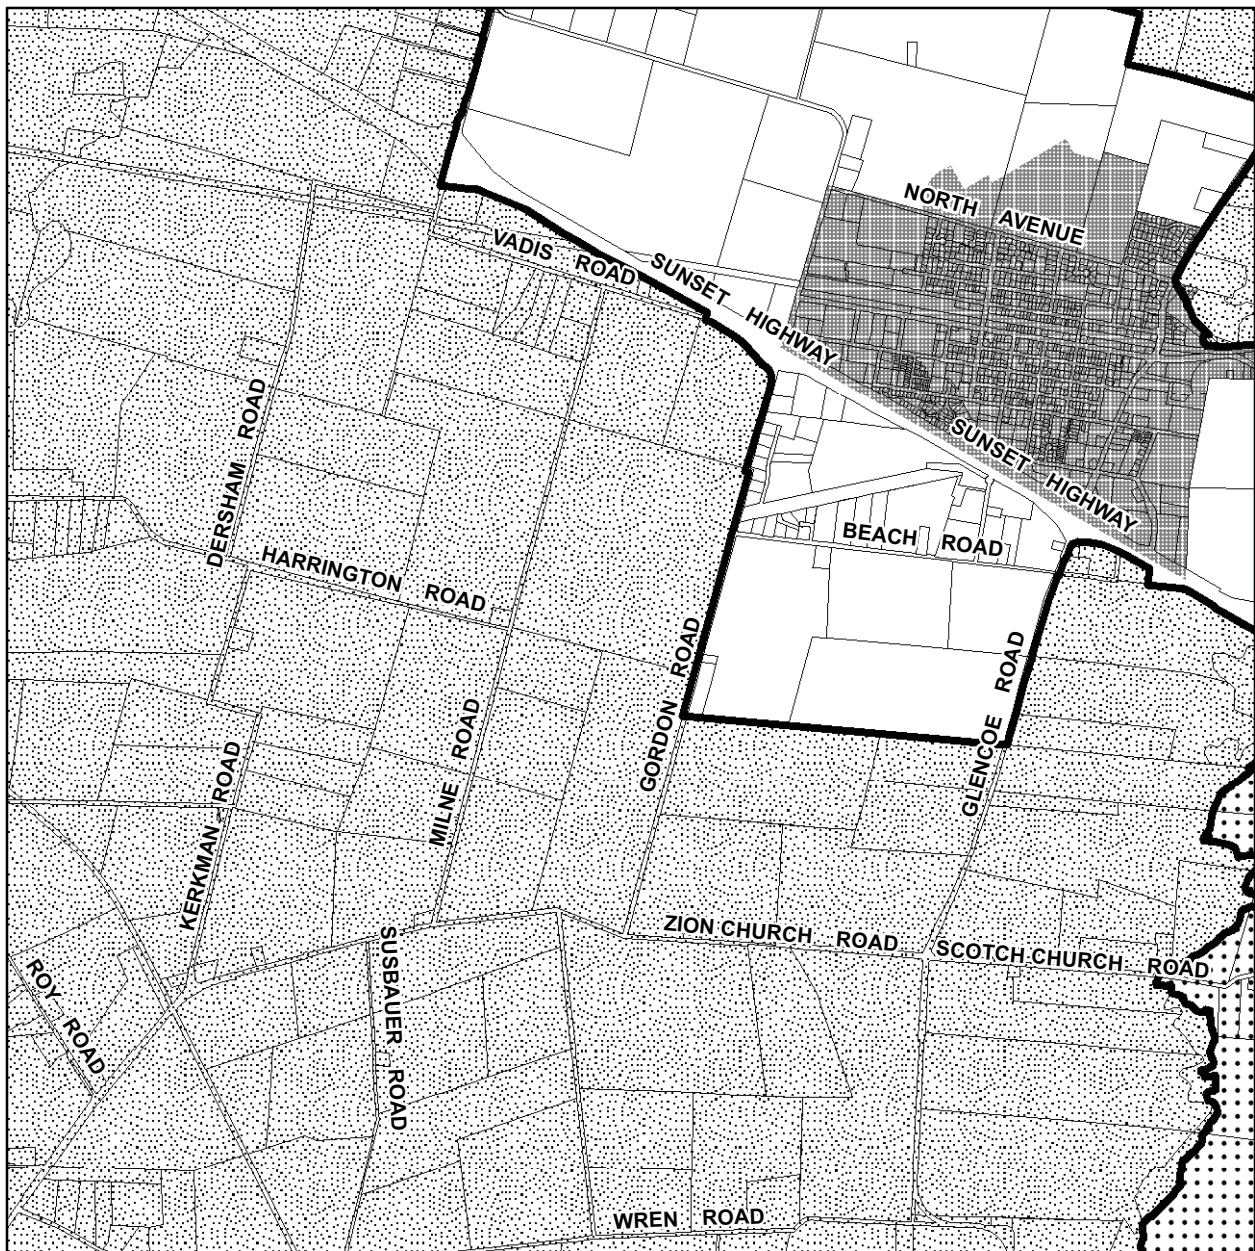 NORTH AVENUE
VADIS ROAD
SUNSET HIGHWAY
SUNSET HIGHWAY
DERSHAM ROAD
BEACH ROAD
HARRINGTON ROAD
GORDON ROAD
GLENCOE ROAD
MILNE ROAD
KERKMAN ROAD
ZION CHURCH ROAD
SCOTCH CHURCH ROAD
SUSBAUER ROAD
ROY ROAD
WREN ROAD